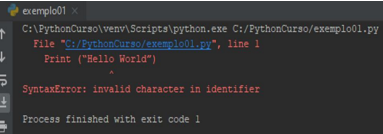 exemplo01 ×
C:\PythonCurso\venv\Scripts\python.exe C:/PythonCurso/exemplo01.py
File "C:/PythonCurso/exemplo01.py", line 1
Print (“Hello World”)
^
SyntaxError: invalid character in identifier
Process finished with exit code 1